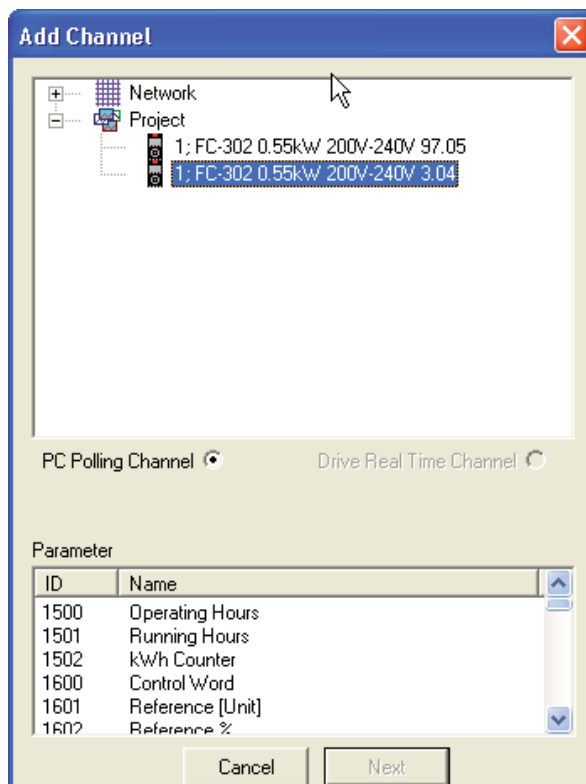 Add Channel
Network
Project
1; FC-302 0.55kW 200V-240V 97.05
1; FC-302 0.55kW 200V-240V 3.04
PC Polling Channel Drive Real Time Channel
Parameter
ID Name
1500 Operating Hours
1501 Running Hours
1502 kWh Counter
1600 Control Word
1601 Reference [Unit]
1602 Reference %
Cancel Next